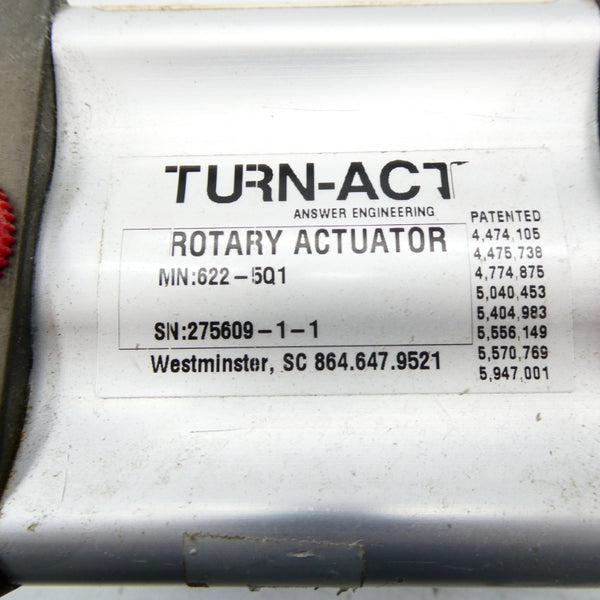 TURN-ACT
ANSWER ENGINEERING
ROTARY ACTUATOR
MN:622-5Q1
SN:275609-1-1
Westminster, SC 864.647.9521
PATENTED
4,474,105
4,475,738
4,774,875
5,040,453
5,404,983
5,556,149
5,570,769
5,947,001